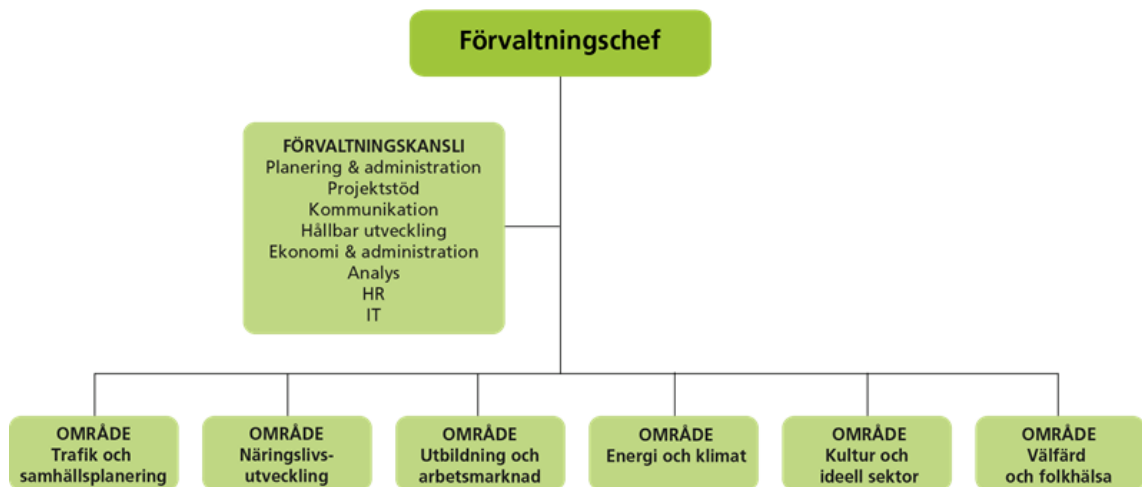 Förvaltningschef
FÖRVALTNINGSKANSLI
Planering & administration
Projektstöd
Kommunikation
Hållbar utveckling
Ekonomi & administration
Analys
HR
IT
OMRÅDE
Trafik och
samhällsplanering
OMRÅDE
Näringslivs-
utveckling
OMRÅDE
Utbildning och
arbetsmarknad
OMRÅDE
Energi och klimat
OMRÅDE
Kultur och
ideell sektor
OMRÅDE
Välfärd
och folkhälsa